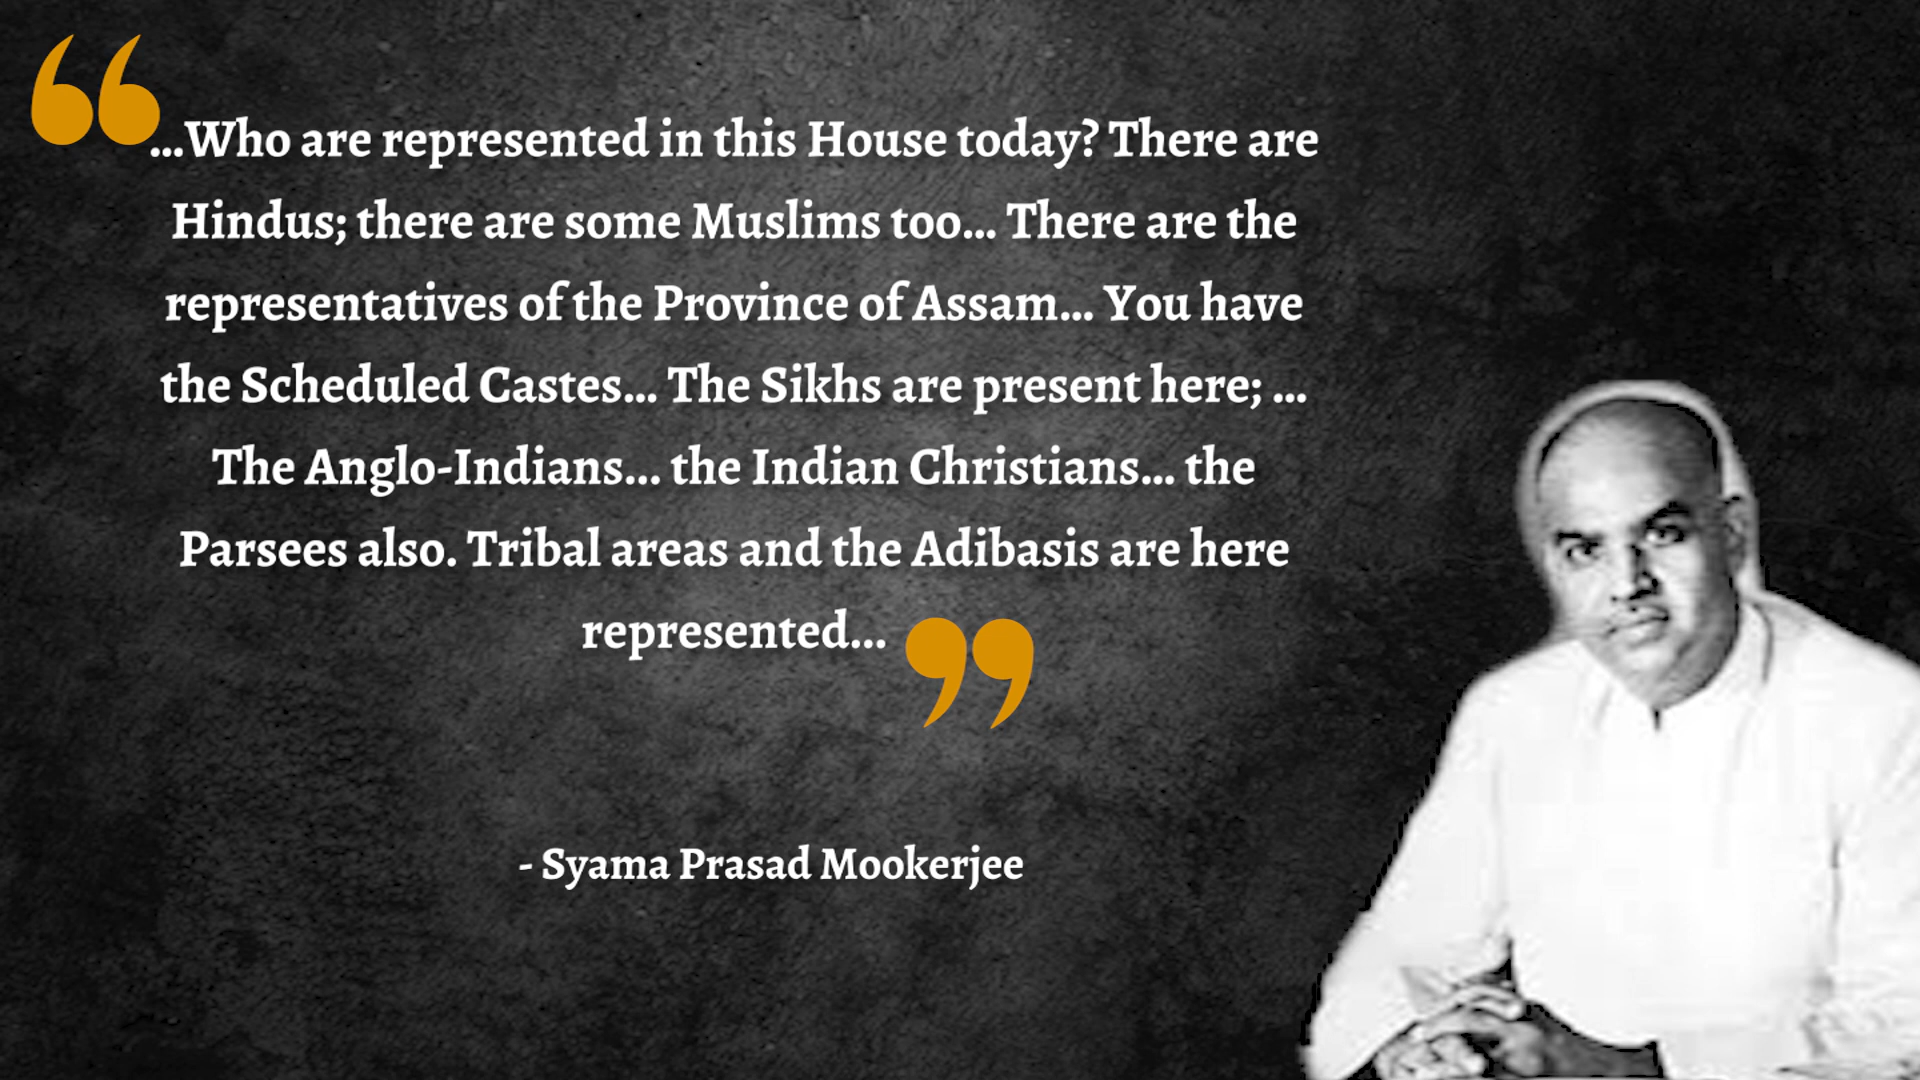 “...Who are represented in this House today? There are
Hindus; there are some Muslims too... There are the
representatives of the Province of Assam... You have
the Scheduled Castes... The Sikhs are present here; ...
The Anglo-Indians... the Indian Christians... the
Parsees also. Tribal areas and the Adibasis are here
represented... ”
- Syama Prasad Mookerjee